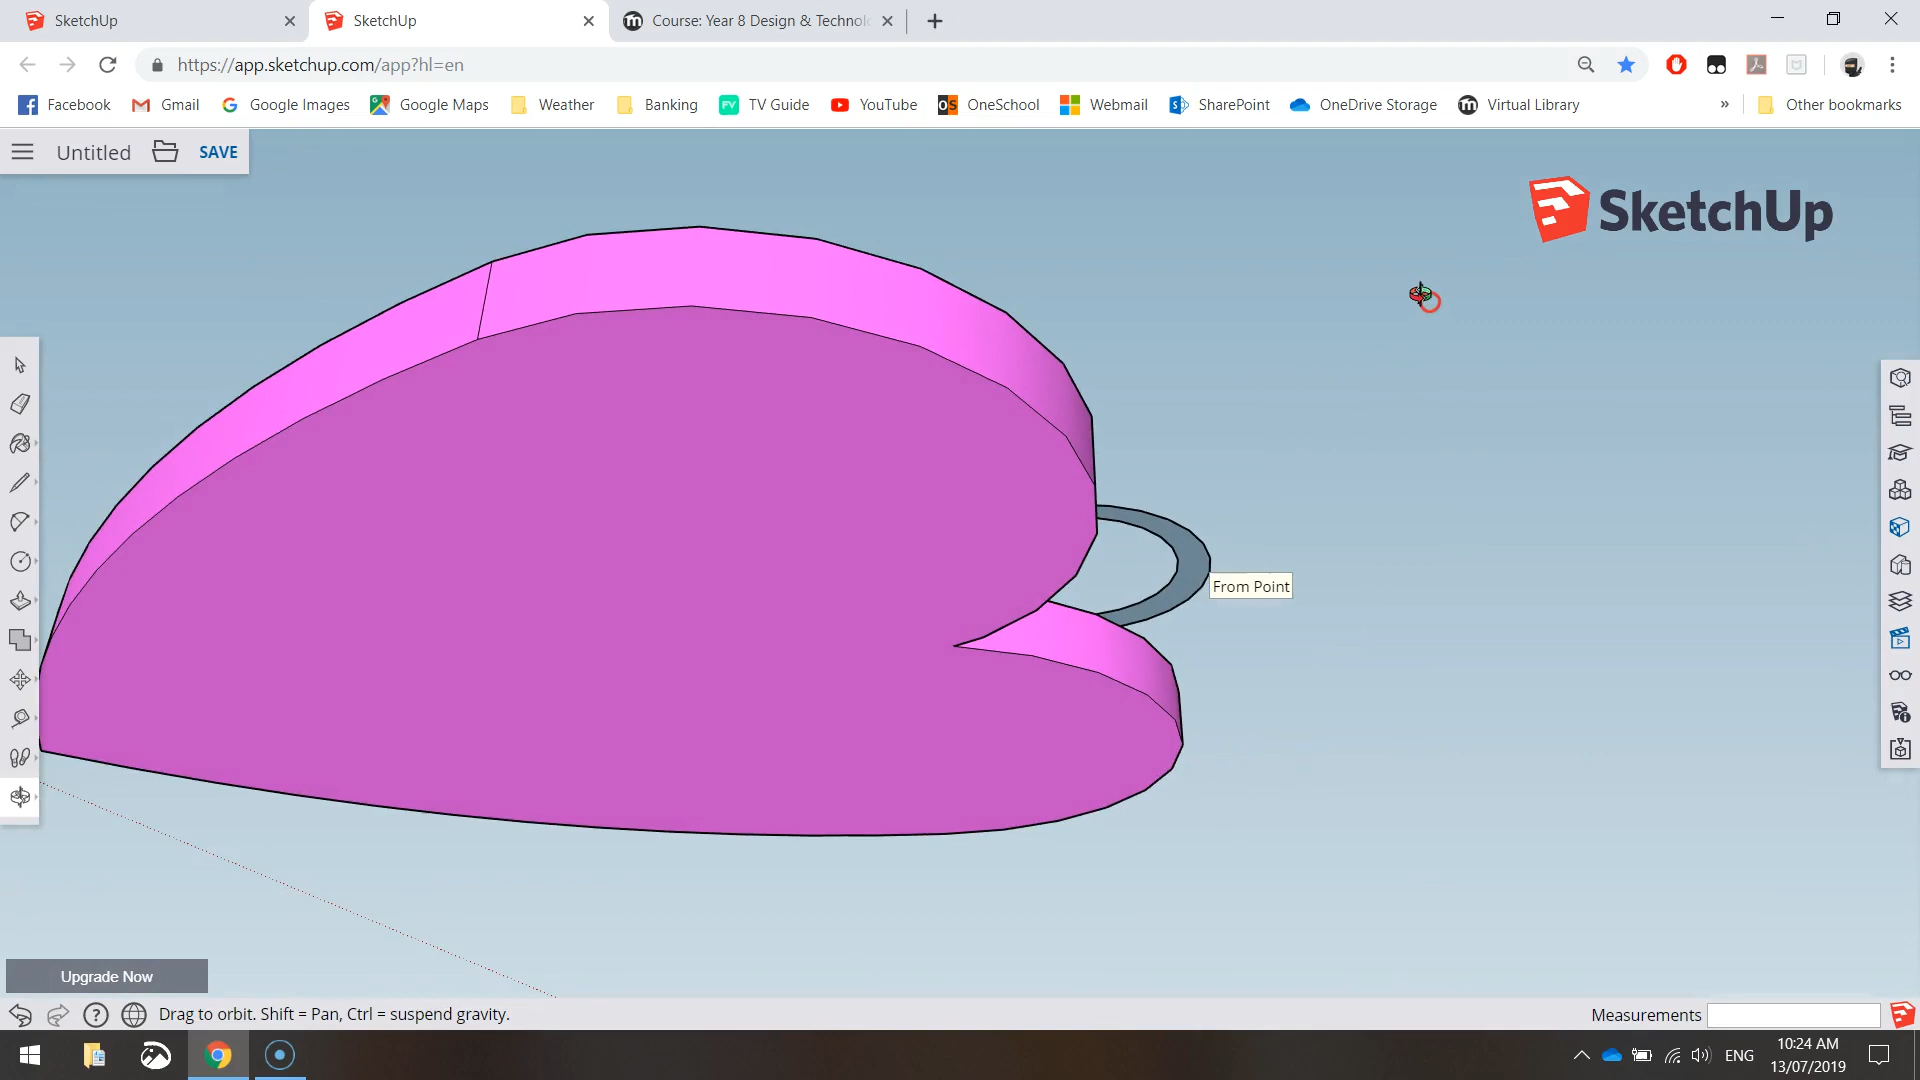 SketchUp
SketchUp
Course: Year 8 Design & Technol
https://app.sketchup.com/app?hl=en
Facebook
Gmail
Google Images
Google Maps
Weather
Banking
TV Guide
YouTube
OneSchool
Webmail
SharePoint
OneDrive Storage
Virtual Library
»
Other bookmarks
Untitled
SAVE
SketchUp
From Point
Upgrade Now
Drag to orbit. Shift = Pan, Ctrl = suspend gravity.
Measurements
ENG
10:24 AM
13/07/2019